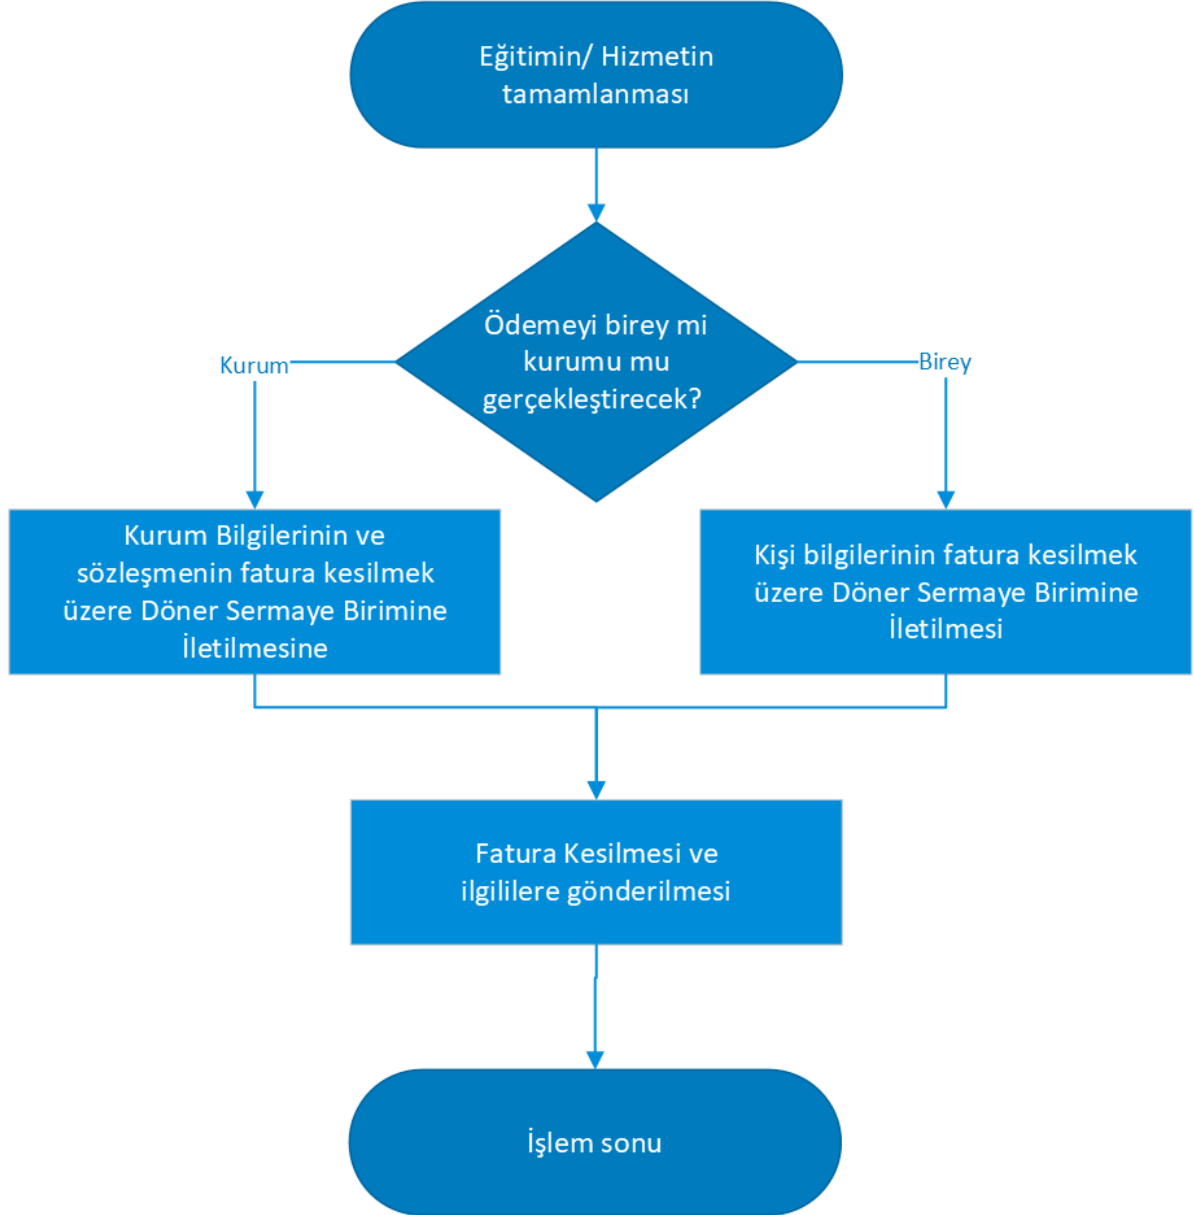 Eğitimin/ Hizmetin
tamamlanması
Ödemeyi birey mi
kurumu mu
gerçekleştirecek?
Kurum
Birey
Kurum Bilgilerinin ve
sözleşmenin fatura kesilmek
üzere Döner Sermaye Birimine
İletilmesine
Kişi bilgilerinin fatura kesilmek
üzere Döner Sermaye Birimine
İletilmesi
Fatura Kesilmesi ve
ilgililere gönderilmesi
İşlem sonu